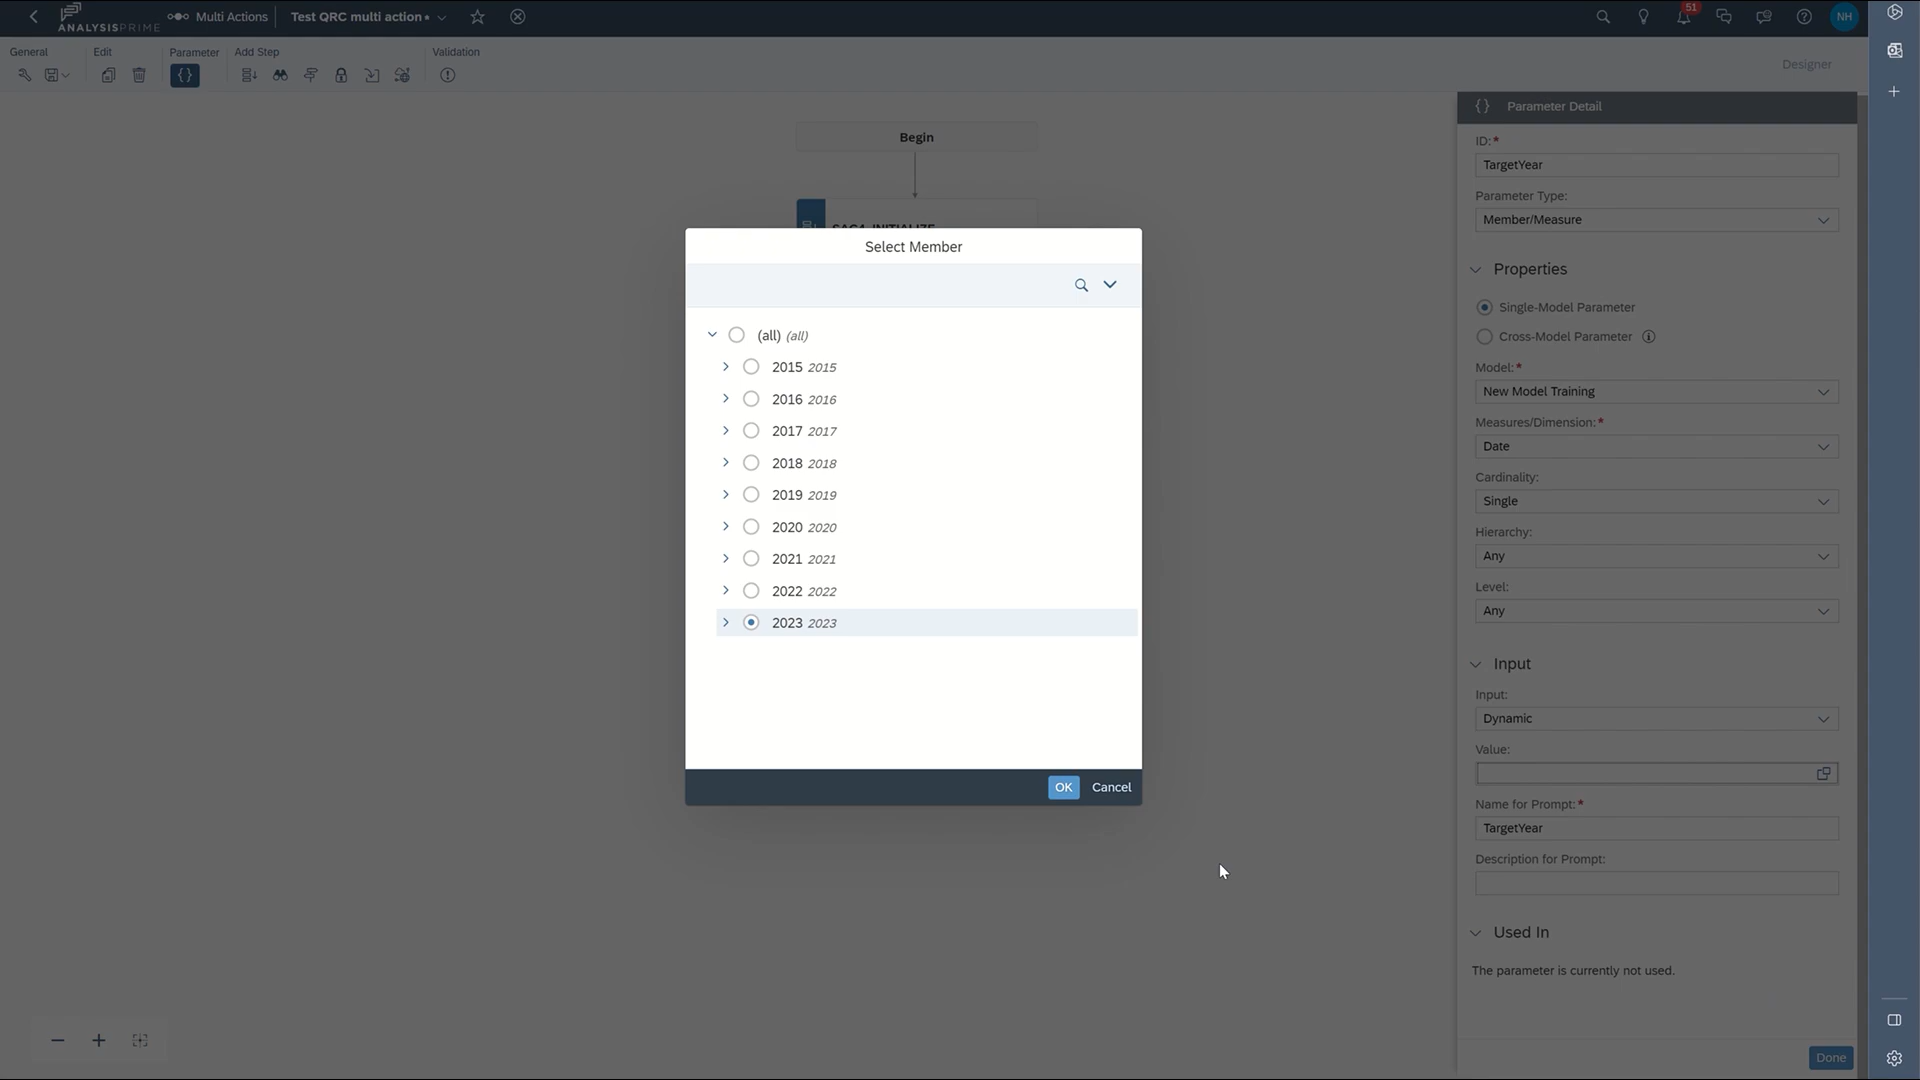 ANALYSISPRIME
Multi Actions
Test QRC multi action
51
NH
General
Edit
Parameter
Add Step
Validation
Designer
Begin
SAC4_INITIALIZE
Select Member
(all) (all)
2015 2015
2016 2016
2017 2017
2018 2018
2019 2019
2020 2020
2021 2021
2022 2022
2023 2023
OK
Cancel
Parameter Detail
ID:*
TargetYear
Parameter Type:
Member/Measure
Properties
Single-Model Parameter
Cross-Model Parameter
Model:*
New Model Training
Measures/Dimension:*
Date
Cardinality:
Single
Hierarchy:
Any
Level:
Any
Input
Input:
Dynamic
Value:
Name for Prompt:*
TargetYear
Description for Prompt:
Used In
The parameter is currently not used.
Done